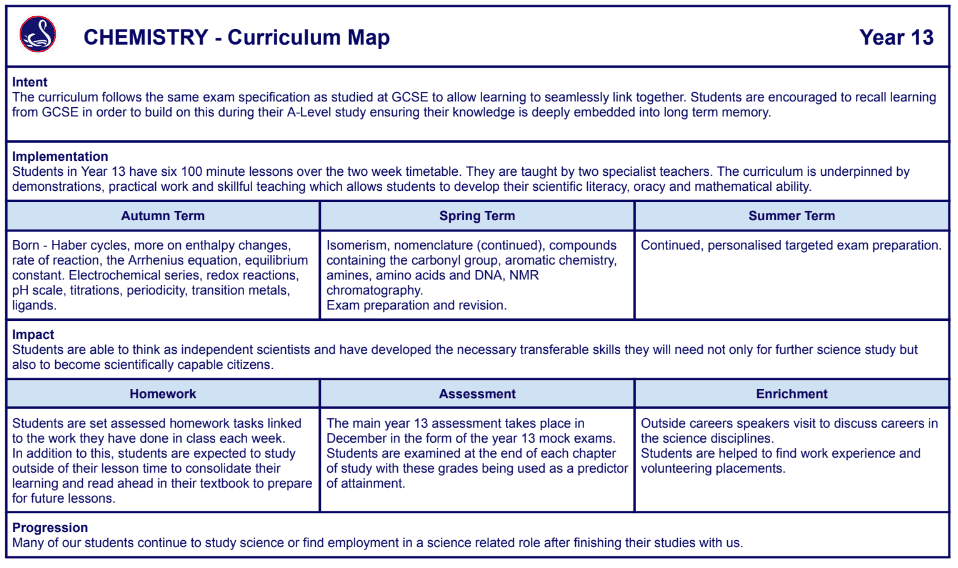 CHEMISTRY - Curriculum Map
Year 13
Intent
The curriculum follows the same exam specification as studied at GCSE to allow learning to seamlessly link together. Students are encouraged to recall learning
from GCSE in order to build on this during their A-Level study ensuring their knowledge is deeply embedded into long term memory.
Implementation
Students in Year 13 have six 100 minute lessons over the two week timetable. They are taught by two specialist teachers. The curriculum is underpinned by
demonstrations, practical work and skillful teaching which allows students to develop their scientific literacy, oracy and mathematical ability.
Autumn Term
Born - Haber cycles, more on enthalpy changes,
rate of reaction, the Arrhenius equation, equilibrium
constant. Electrochemical series, redox reactions,
pH scale, titrations, periodicity, transition metals,
ligands.
Spring Term
Isomerism, nomenclature (continued), compounds
containing the carbonyl group, aromatic chemistry,
amines, amino acids and DNA, NMR
chromatography.
Exam preparation and revision.
Summer Term
Continued, personalised targeted exam preparation.
Impact
Students are able to think as independent scientists and have developed the necessary transferable skills they will need not only for further science study but
also to become scientifically capable citizens.
Homework
Students are set assessed homework tasks linked
to the work they have done in class each week.
In addition to this, students are expected to study
outside of their lesson time to consolidate their
learning and read ahead in their textbook to prepare
for future lessons.
Assessment
The main year 13 assessment takes place in
December in the form of the year 13 mock exams.
Students are examined at the end of each chapter
of study with these grades being used as a predictor
of attainment.
Enrichment
Outside careers speakers visit to discuss careers in
the science disciplines.
Students are helped to find work experience and
volunteering placements.
Progression
Many of our students continue to study science or find employment in a science related role after finishing their studies with us.